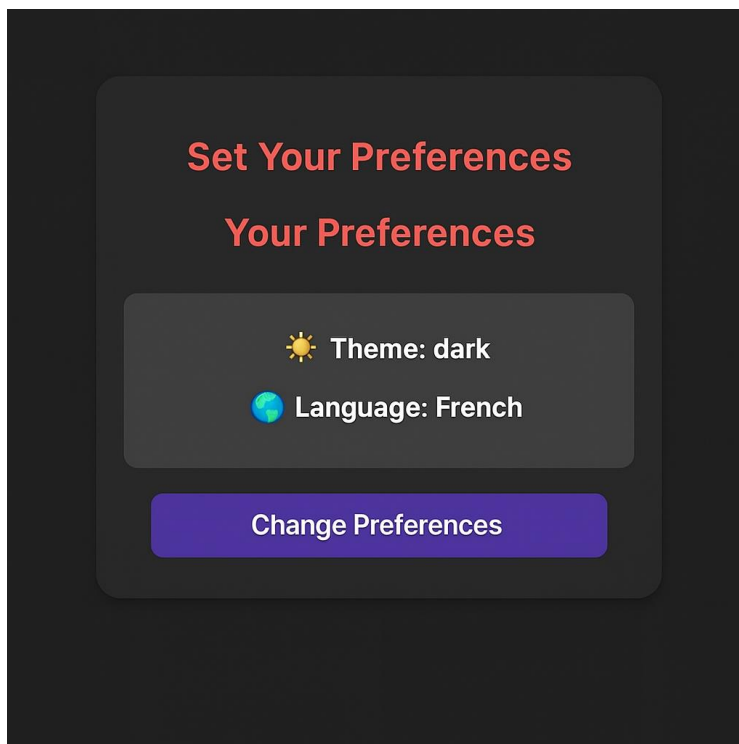 Set Your Preferences
Your Preferences
Theme: dark
Language: French
Change Preferences